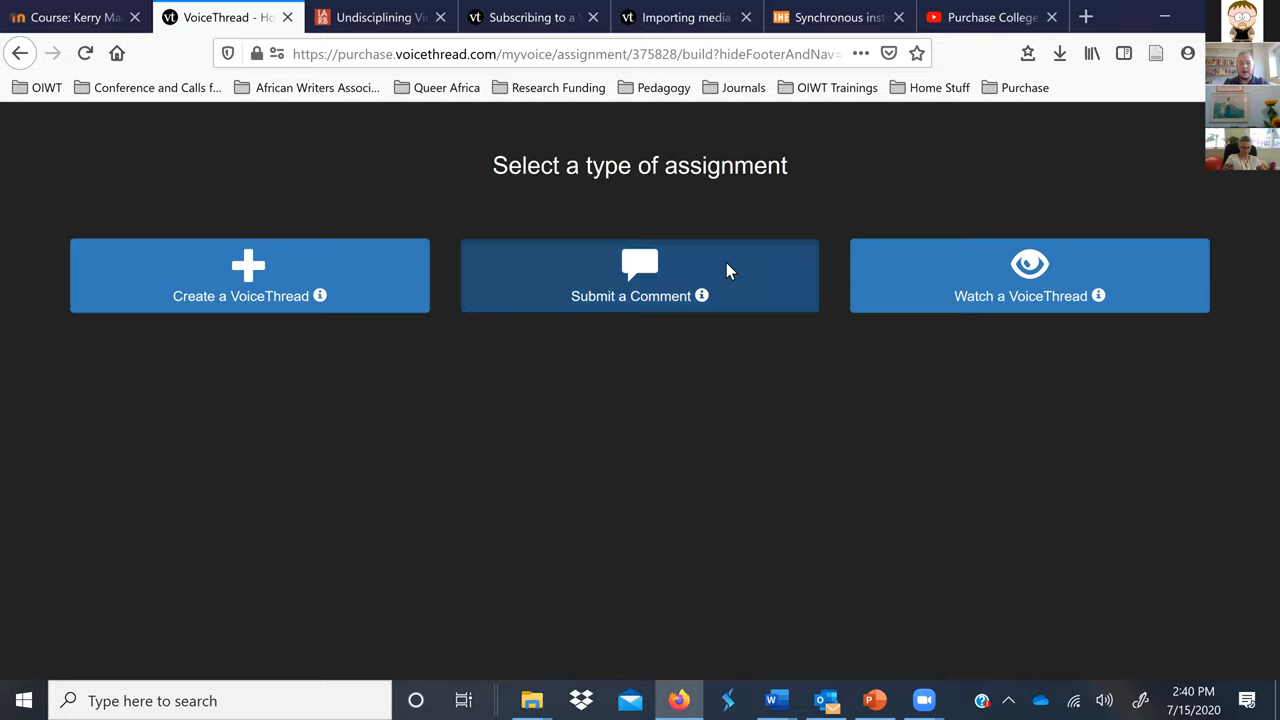 Course: Kerry Ma
VoiceThread - Ho
Undisciplining Vi
Subscribing to a V
Importing media
Synchronous inst
Purchase College
https://purchase.voicethread.com/myvoice/assignment/375828/build?hideFooterAndNav=
OIWT
Conference and Calls f...
African Writers Associ...
Queer Africa
Research Funding
Pedagogy
Journals
OIWT Trainings
Home Stuff
Purchase
Select a type of assignment
Create a VoiceThread
Submit a Comment
Watch a VoiceThread
Type here to search
2:40 PM
7/15/2020